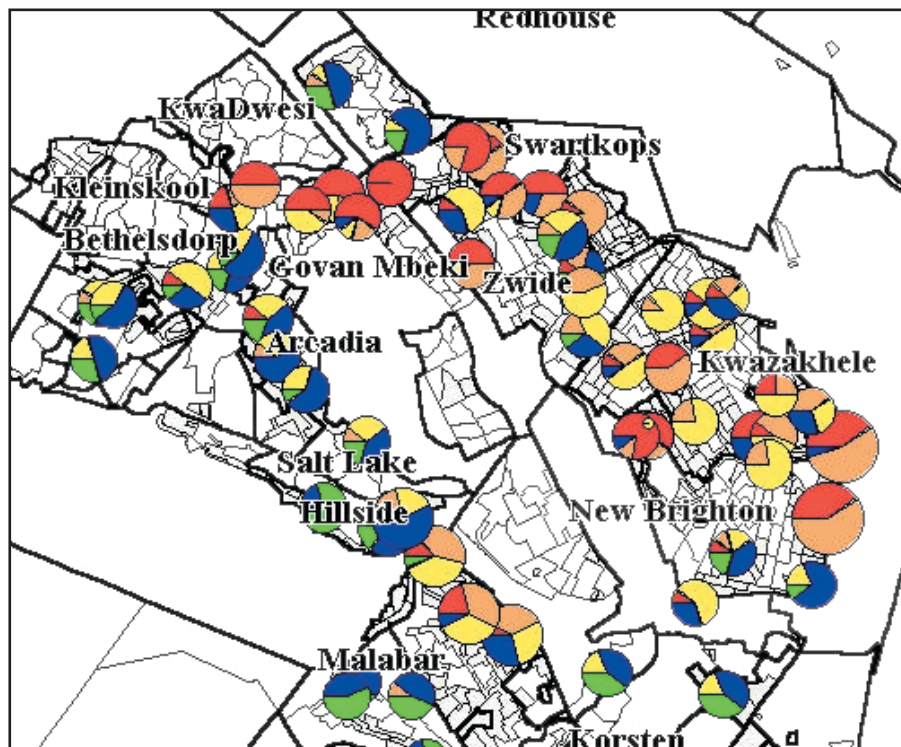 Redhouse
KwaDwesi
Swartkops
Kleinskool
Bethelsdorp
Govan Mbeki
Zwide
Arcadia
Kwazakhele
Salt Lake
Hillside
New Brighton
Malabar
Korsten